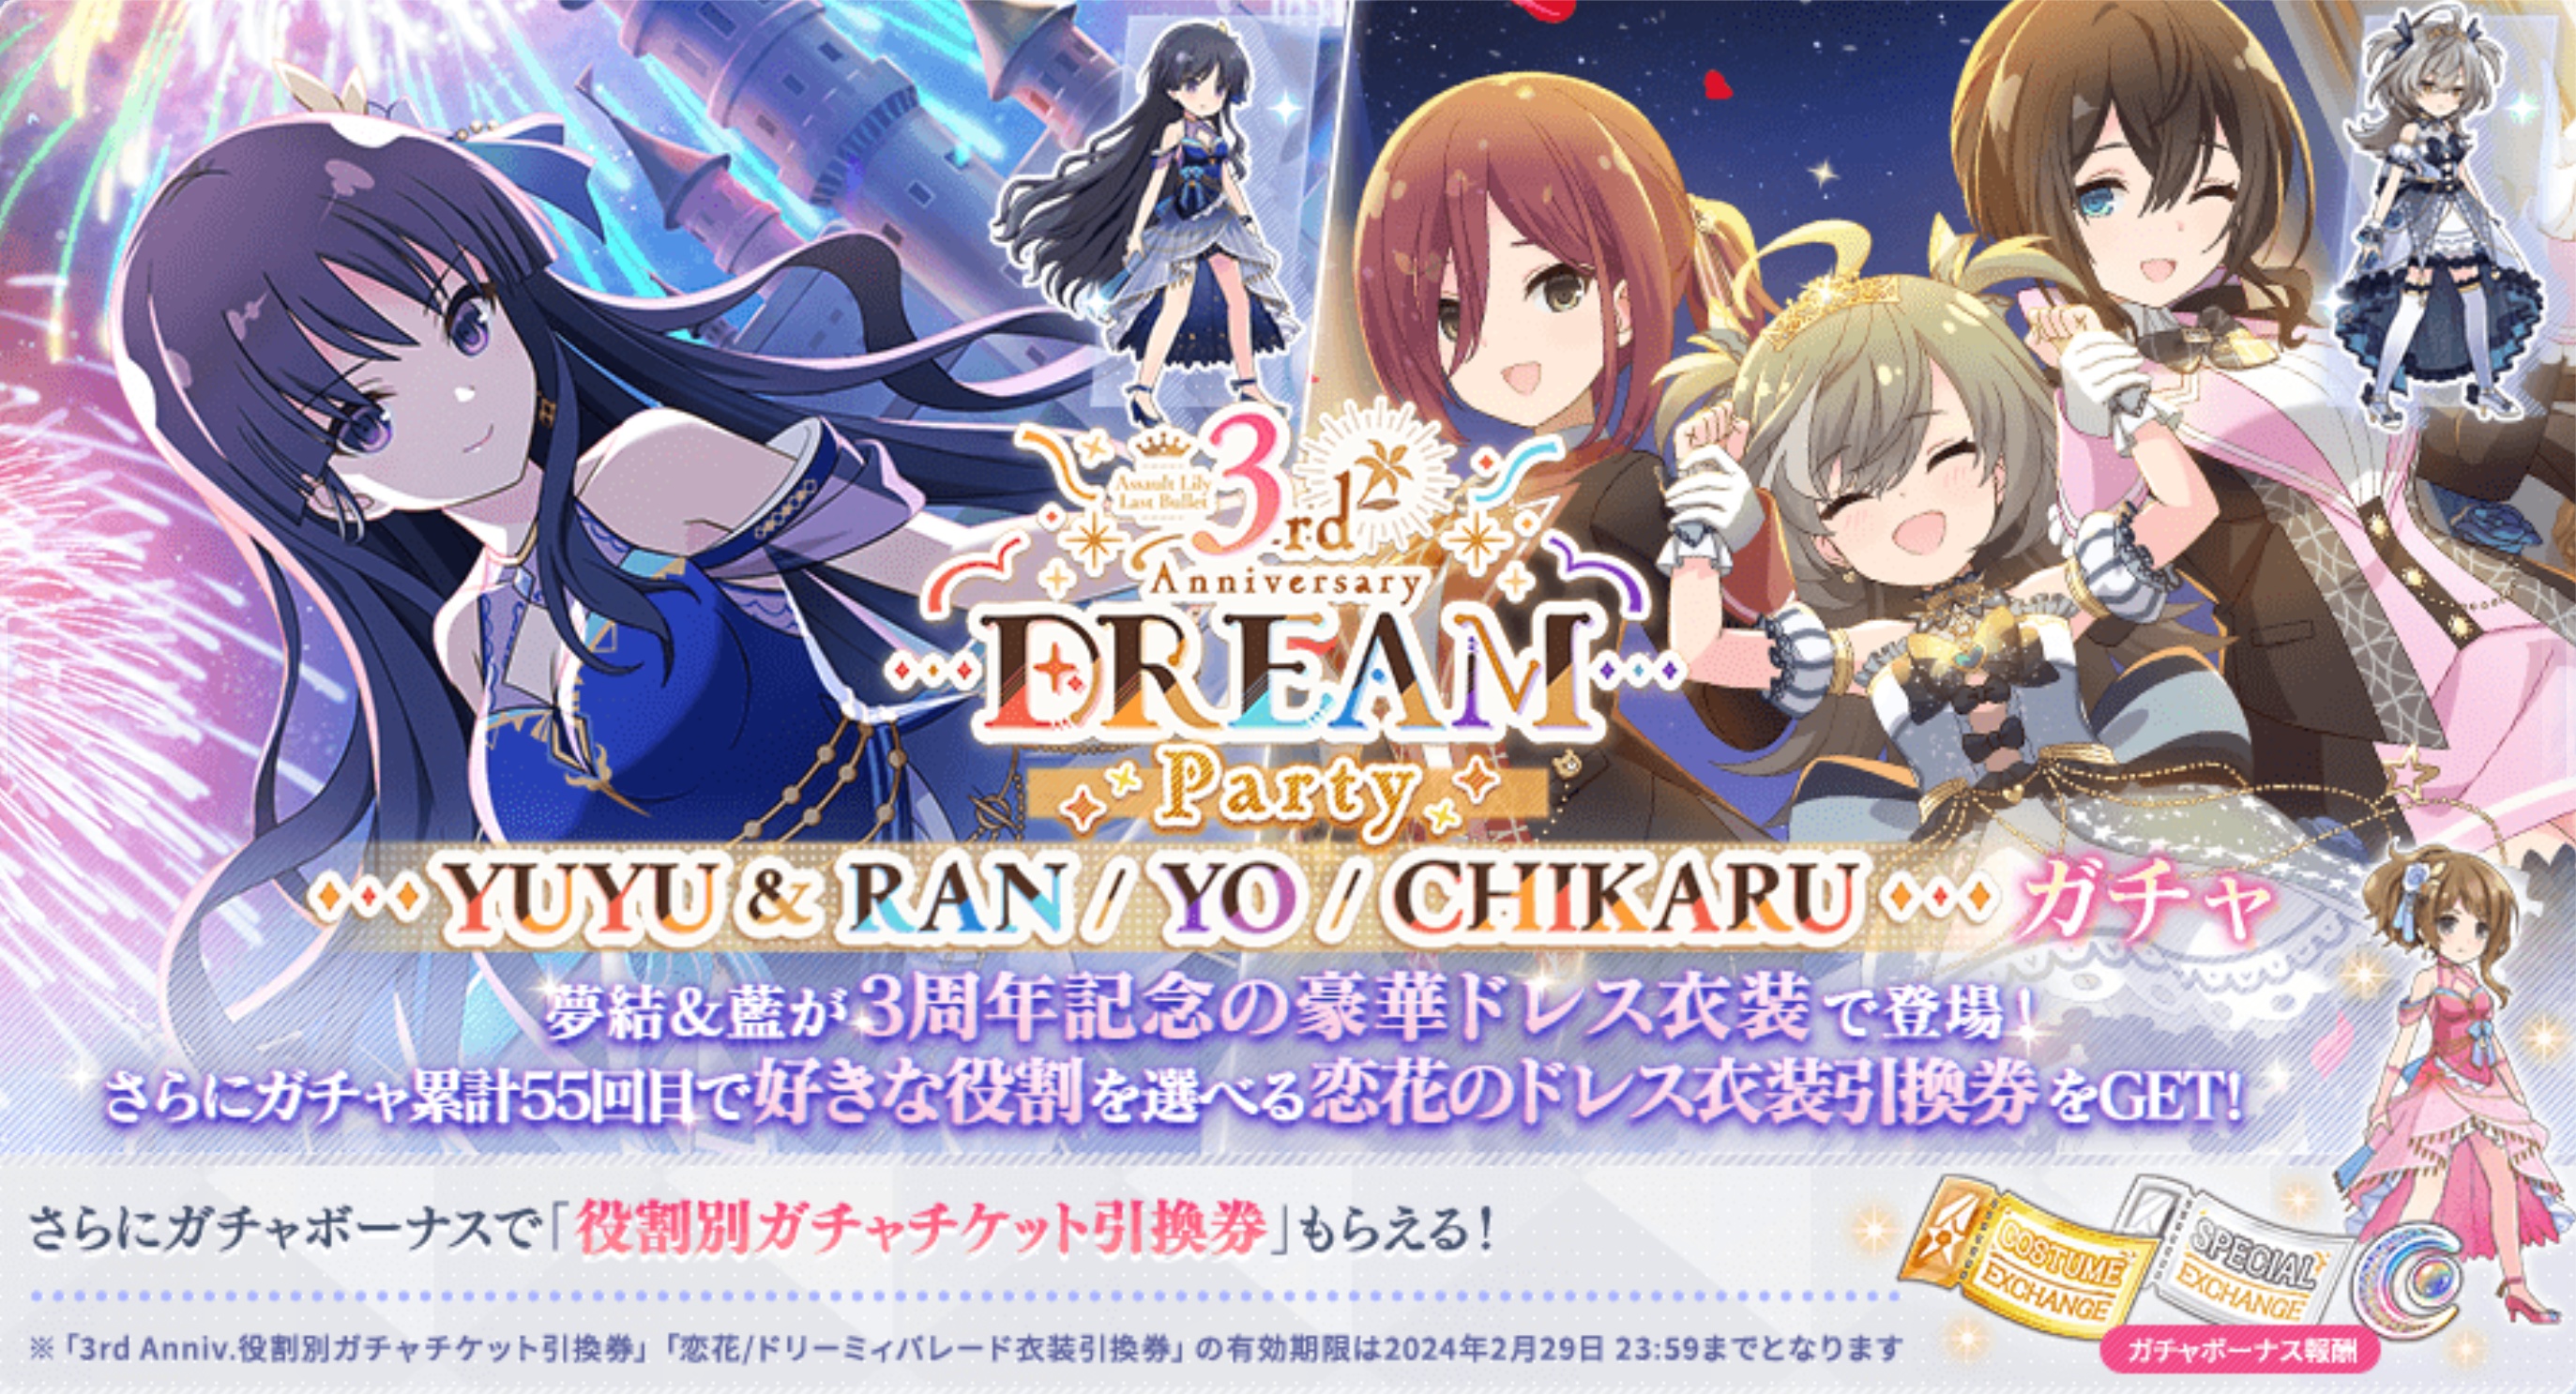 Assault Lily
Last Bullet
3rd
Anniversary
DREAM
Party
YUYU & RAN / YO / CHIKARU ガチャ
夢結&藍が3周年記念の豪華ドレス衣装で登場!
さらにガチャ累計55回目で好きな役割を選べる恋花のドレス衣装引換券をGET!
さらにガチャボーナスで「役割別ガチャチケット引換券」もらえる!
COSTUME
EXCHANGE
SPECIAL
EXCHANGE
ガチャボーナス報酬
※「3rd Anniv.役割別ガチャチケット引換券」「恋花/ドリーミィパレード衣装引換券」の有効期限は2024年2月29日 23:59までとなります